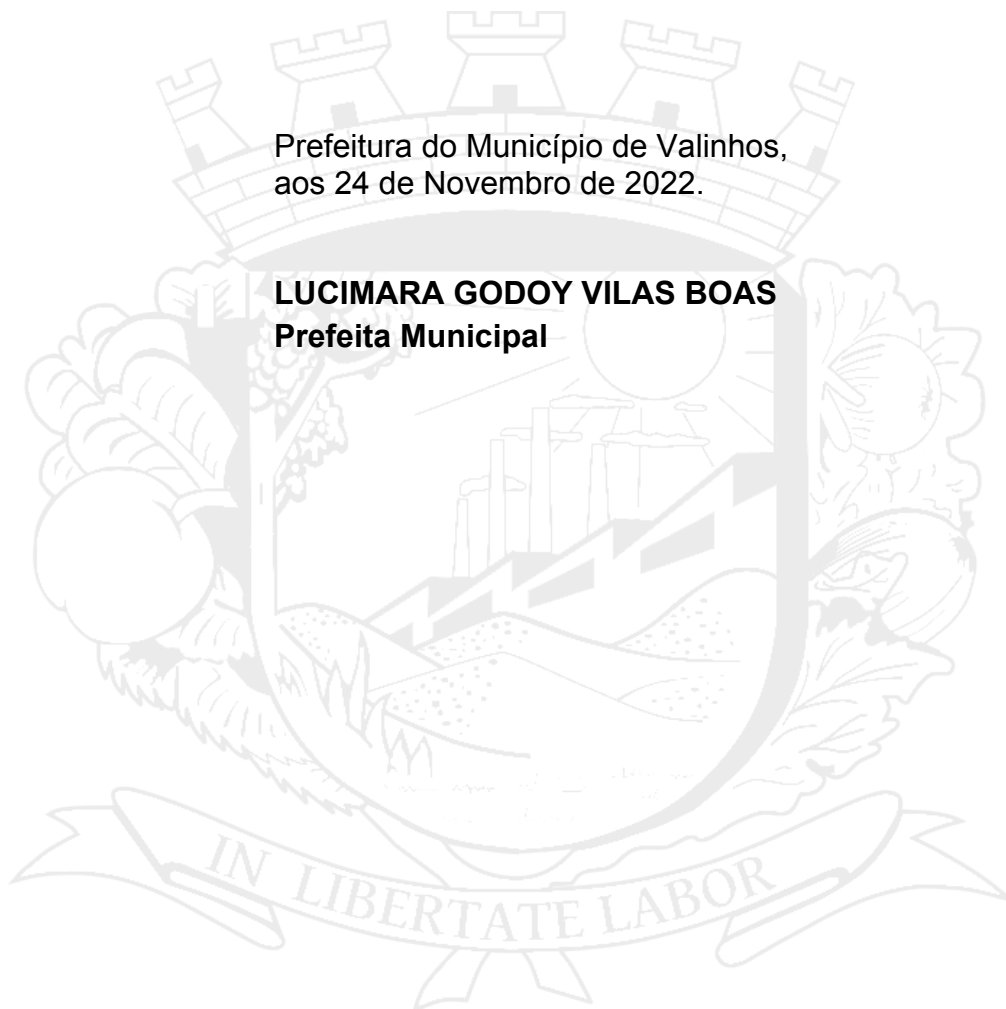 Prefeitura do Município de Valinhos,
aos 24 de Novembro de 2022.
LUCIMARA GODOY VILAS BOAS
Prefeita Municipal
IN LIBERTATE LABOR